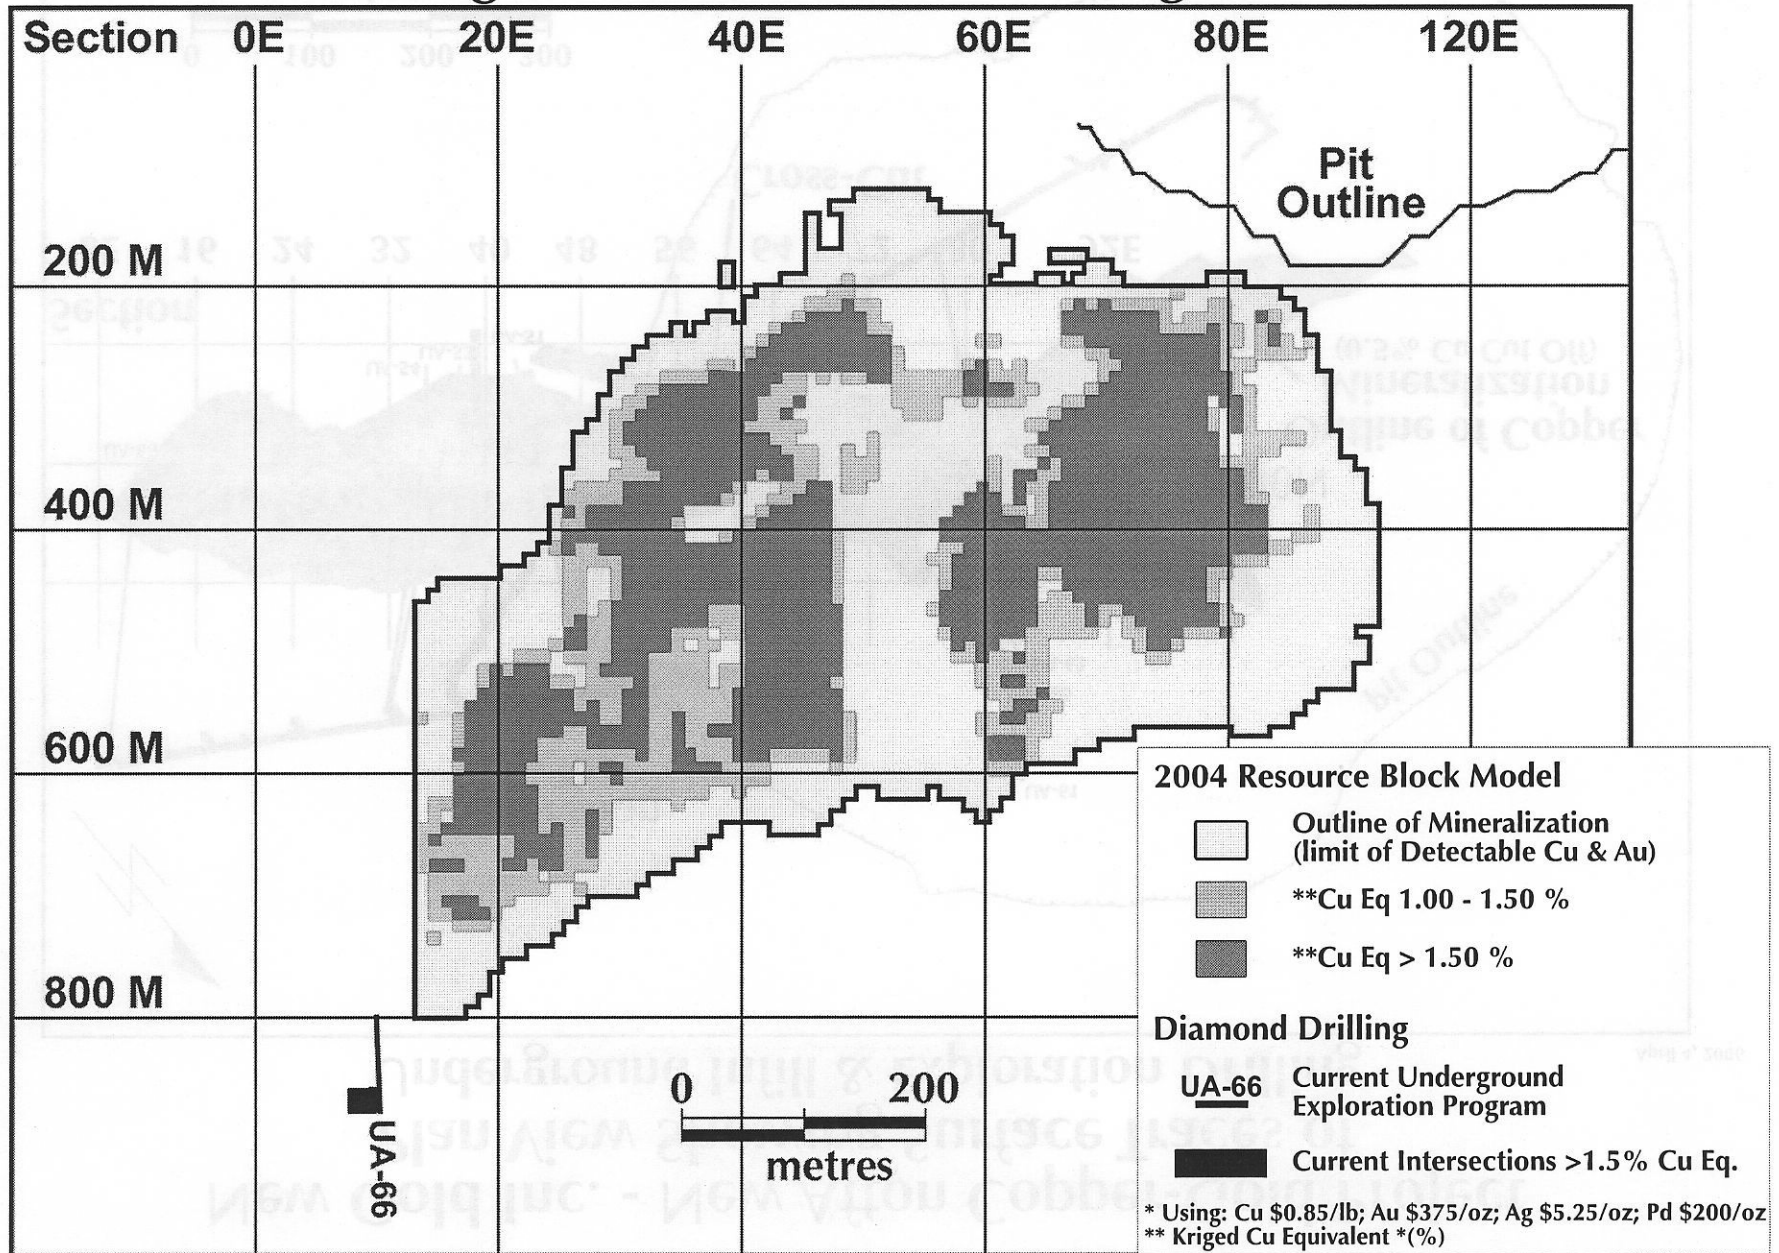 Section 0E 20E 40E 60E 80E 120E
Pit
Outline
200 M
400 M
600 M
800 M
2004 Resource Block Model
Outline of Mineralization
(limit of Detectable Cu & Au)
**Cu Eq 1.00 - 1.50 %
**Cu Eq > 1.50 %
Diamond Drilling
UA-66 Current Underground
Exploration Program
Current Intersections >1.5% Cu Eq.
* Using: Cu $0.85/lb; Au $375/oz; Ag $5.25/oz; Pd $200/oz
** Kriged Cu Equivalent *(%)
0 200
metres
UA-66